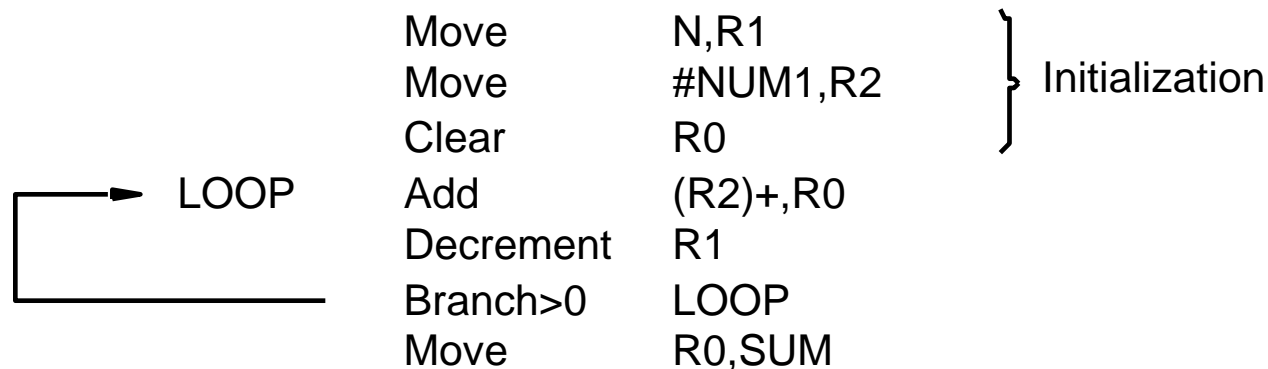 Move N,R1
Move #NUM1,R2 Initialization
Clear R0
LOOP Add (R2)+,R0
Decrement R1
Branch>0 LOOP
Move R0,SUM